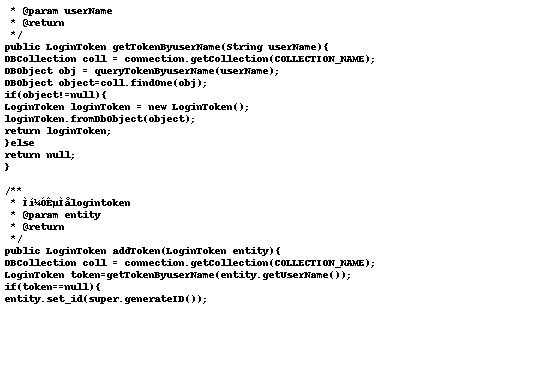 * @param userName
* @return
*/
public LoginToken getTokenByuserName(String userName){
DBCollection coll = connection.getCollection(COLLECTION_NAME);
DBObject obj = queryTokenByuserName(userName);
DBObject object=coll.findOne(obj);
if(object!=null){
LoginToken loginToken = new LoginToken();
loginToken.fromDbObject(object);
return loginToken;
}else
return null;
}
/**
* Ìí¼ÓÊµÌålogintoken
* @param entity
* @return
*/
public LoginToken addToken(LoginToken entity){
DBCollection coll = connection.getCollection(COLLECTION_NAME);
LoginToken token=getTokenByuserName(entity.getUserName());
if(token==null){
entity.set_id(super.generateID());